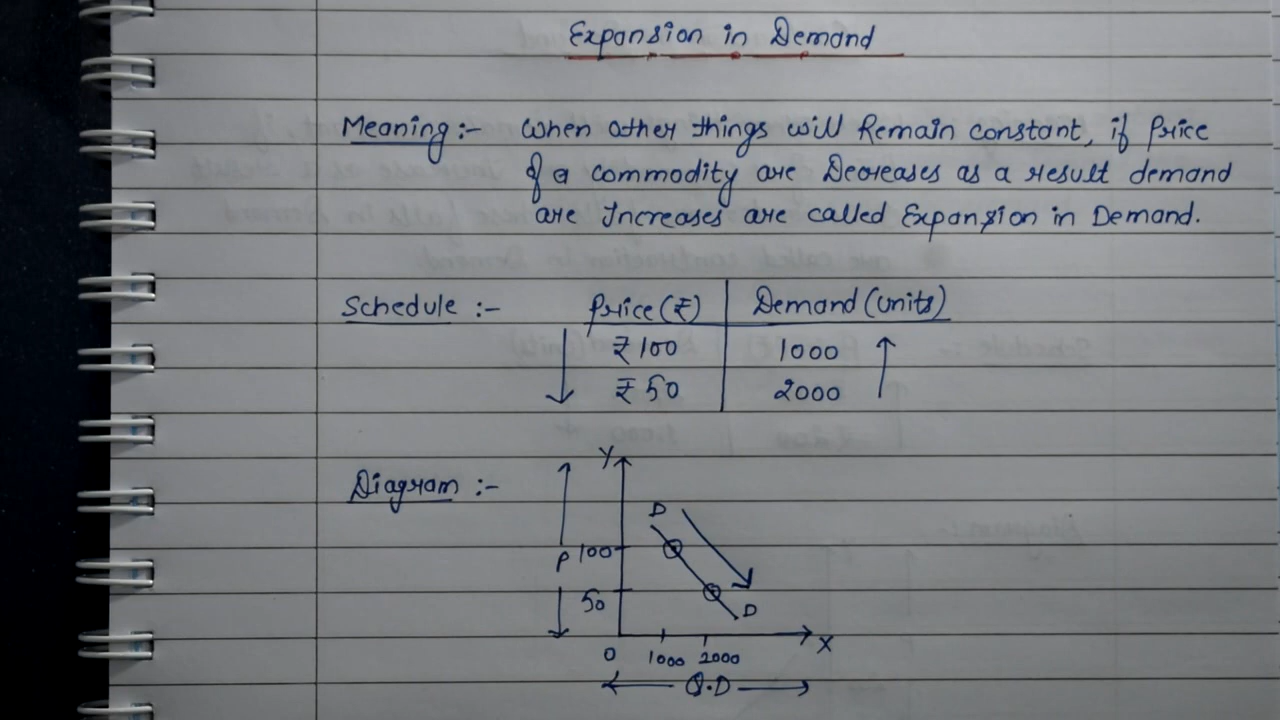 Expansion in Demand
Meaning :- When other things will Remain constant, if Price
of a commodity are Decreases as a result demand
are Increases are called Expansion in Demand.
Schedule :- Price (₹) Demand (units)
₹ 100 1000
₹ 50 2000
Diagram :-
Y
D
P 100
50
D
O 1000 2000 X
Q.D